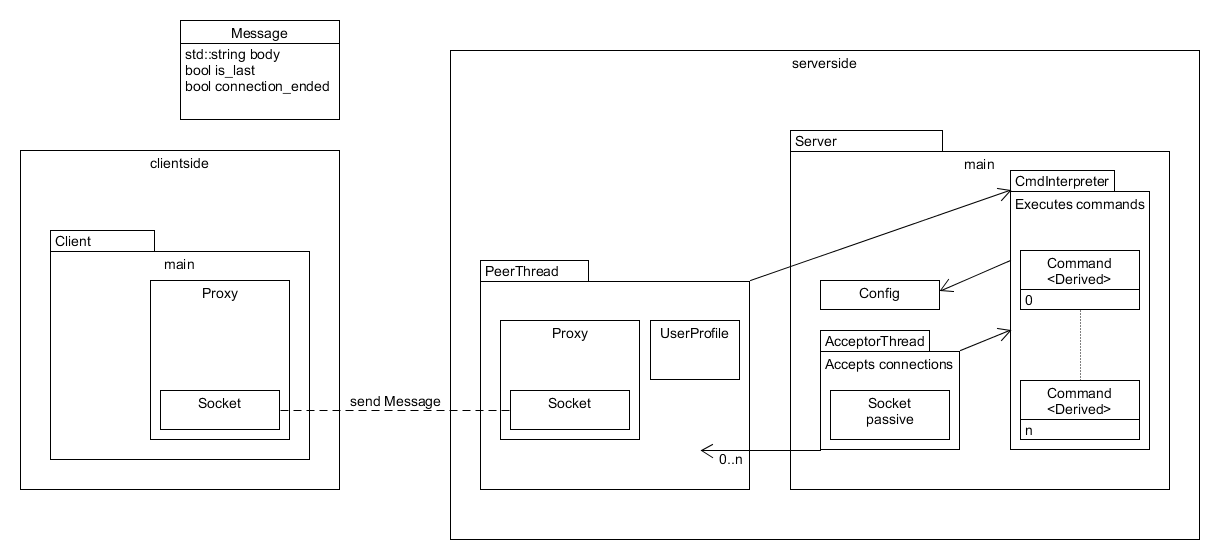 Message
std::string body
bool is_last
bool connection_ended
serverside
clientside
Server
main
CmdInterpreter
Executes commands
Client
main
Proxy
PeerThread
Proxy
UserProfile
Config
Command
<Derived>
0
AcceptorThread
Accepts connections
Socket
send Message
Socket
Socket
passive
Command
<Derived>
n
0..n